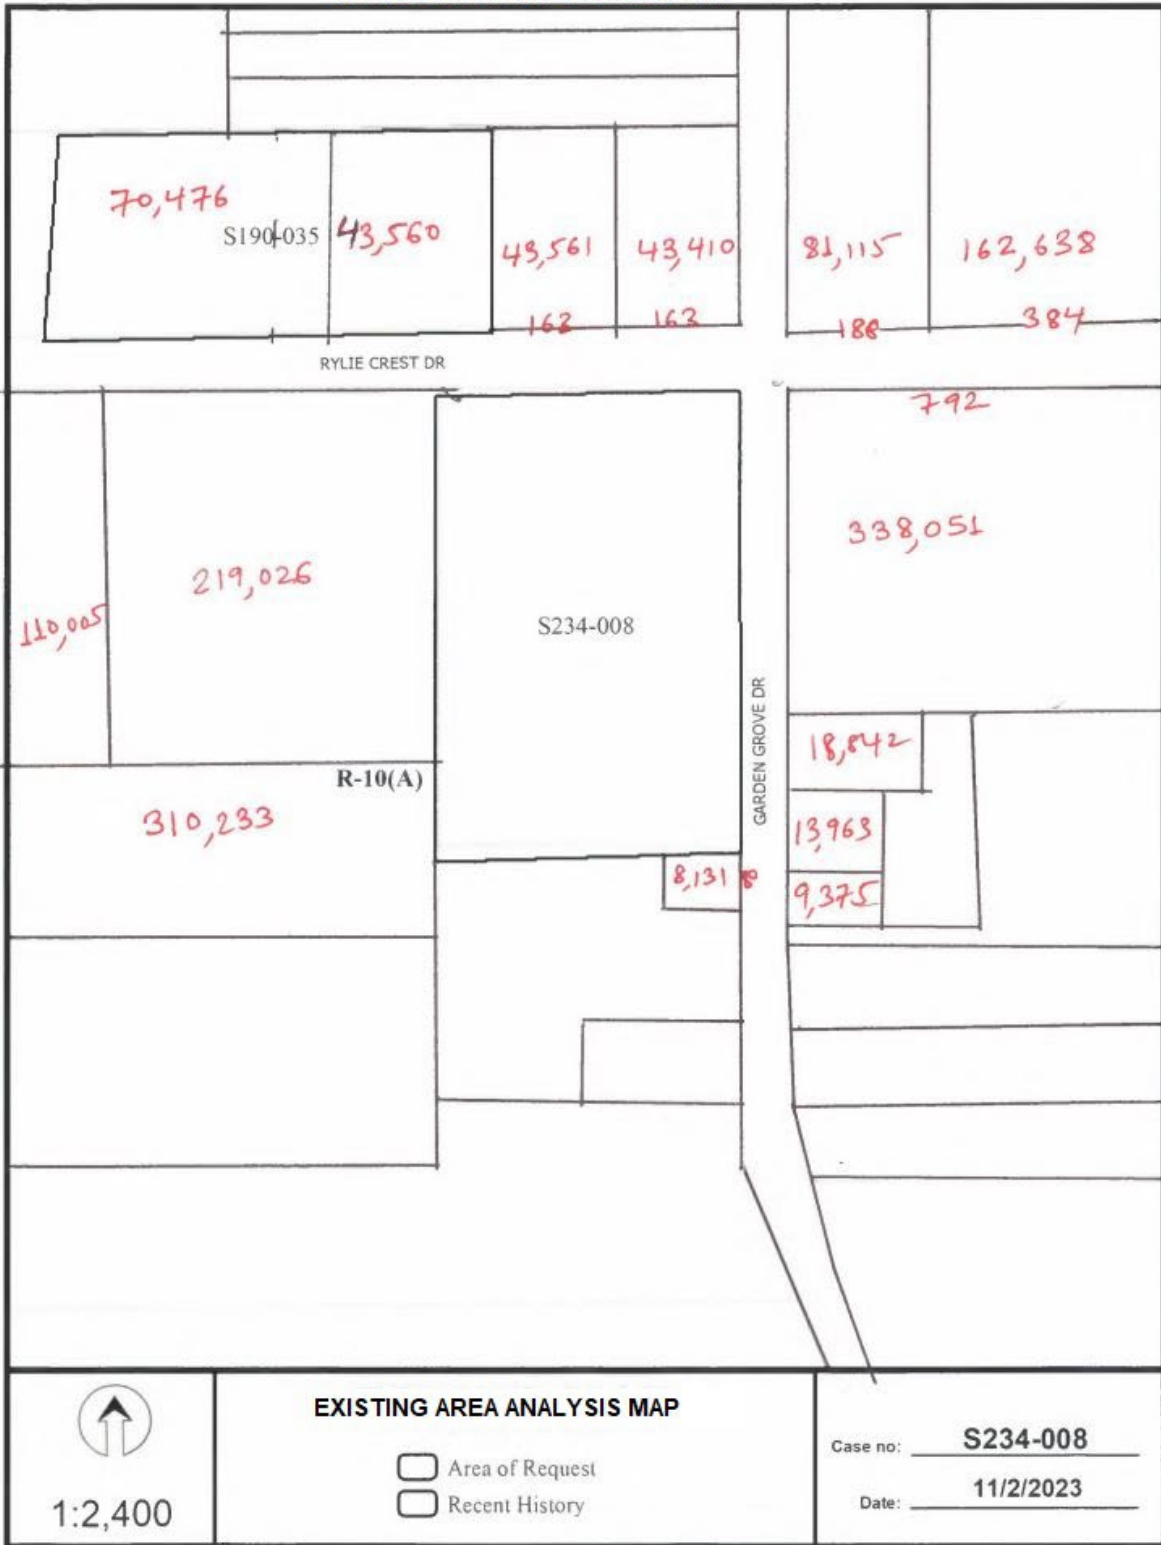 70,476
S190-035
43,560
43,561
43,410
81,115
162,638
162
163
188
384
RYLIE CREST DR
792
338,051
219,026
110,005
S234-008
GARDEN GROVE DR
18,842
R-10(A)
310,233
13,963
8,131
9,375
EXISTING AREA ANALYSIS MAP
Area of Request
Recent History
1:2,400
Case no: S234-008
Date: 11/2/2023